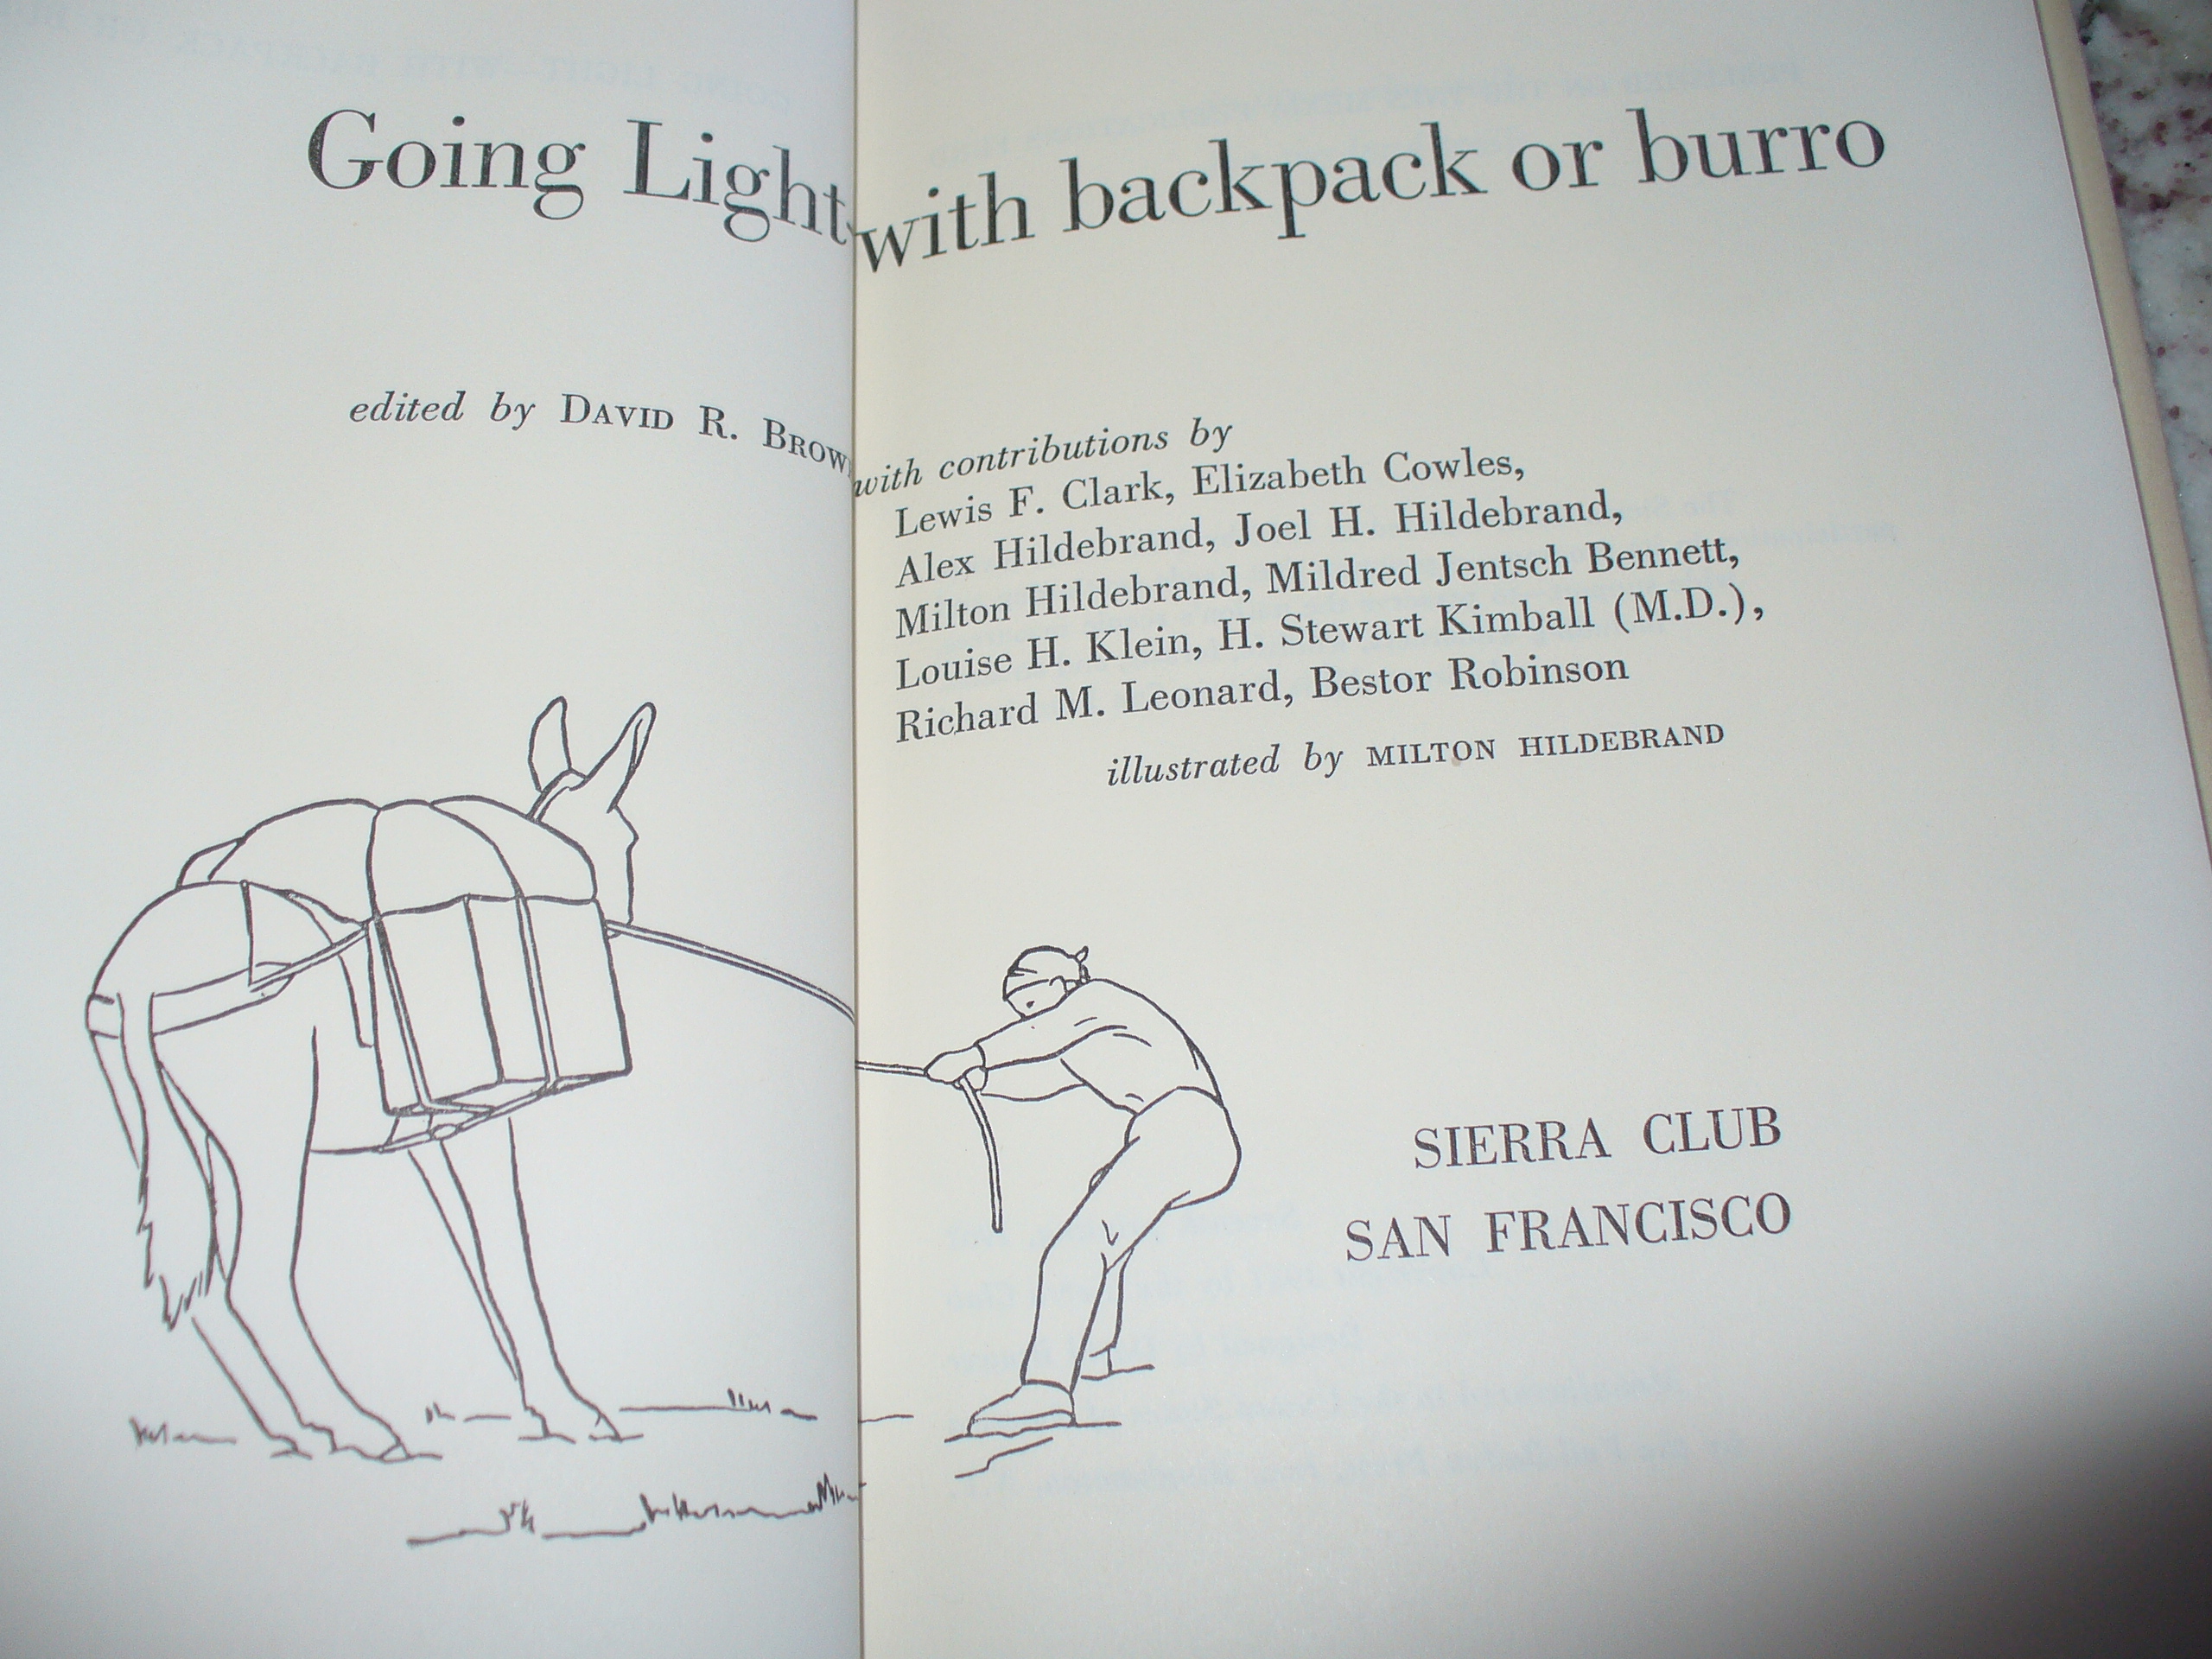 Going Light with backpack or burro
edited by DAVID R. BROW
with contributions by
Lewis F. Clark, Elizabeth Cowles,
Alex Hildebrand, Joel H. Hildebrand,
Milton Hildebrand, Mildred Jentsch Bennett,
Louise H. Klein, H. Stewart Kimball (M.D.),
Richard M. Leonard, Bestor Robinson
illustrated by MILTON HILDEBRAND
SIERRA CLUB
SAN FRANCISCO